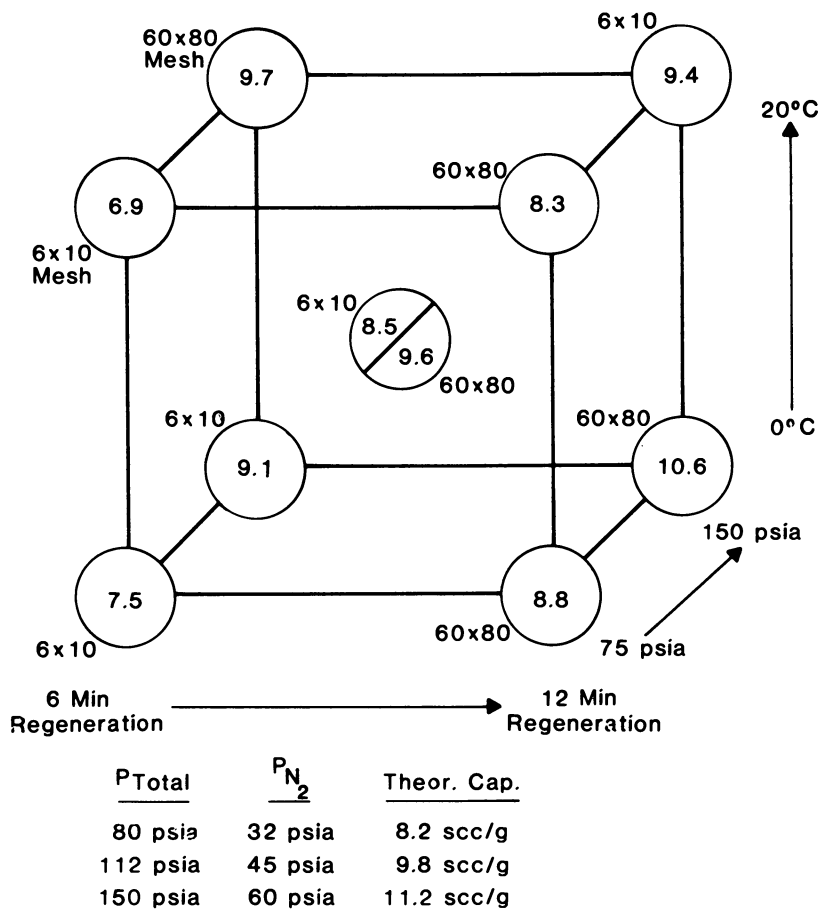 60x80
Mesh
9.7
6x10
9.4
20°C
6.9
6x10
Mesh
60x80
8.3
6x10
8.5
9.6
60x80
6x10
9.1
60x80
10.6
0°C
150 psia
7.5
6x10
8.8
60x80
75 psia
6 Min
Regeneration
12 Min
Regeneration
PTotal PN2 Theor. Cap.
80 psia 32 psia 8.2 scc/g
112 psia 45 psia 9.8 scc/g
150 psia 60 psia 11.2 scc/g